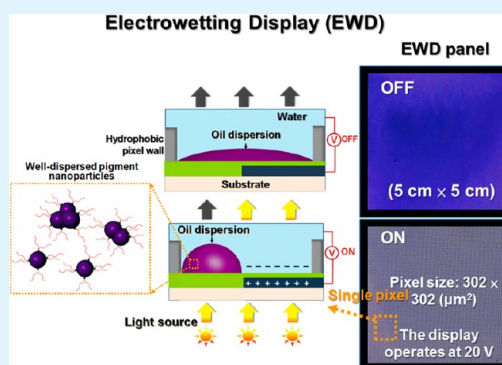 Electrowetting Display (EWD)
EWD panel
OFF
(5 cm × 5 cm)
Water
Hydrophobic
pixel wall
Oil dispersion
V
OFF
Substrate
Well-dispersed pigment
nanoparticles
Oil dispersion
V
ON
– – – – – –
+ + + + +
Light source
Single pixel
ON
Pixel size: 302 ×
302 (μm²)
The display
operates at 20 V